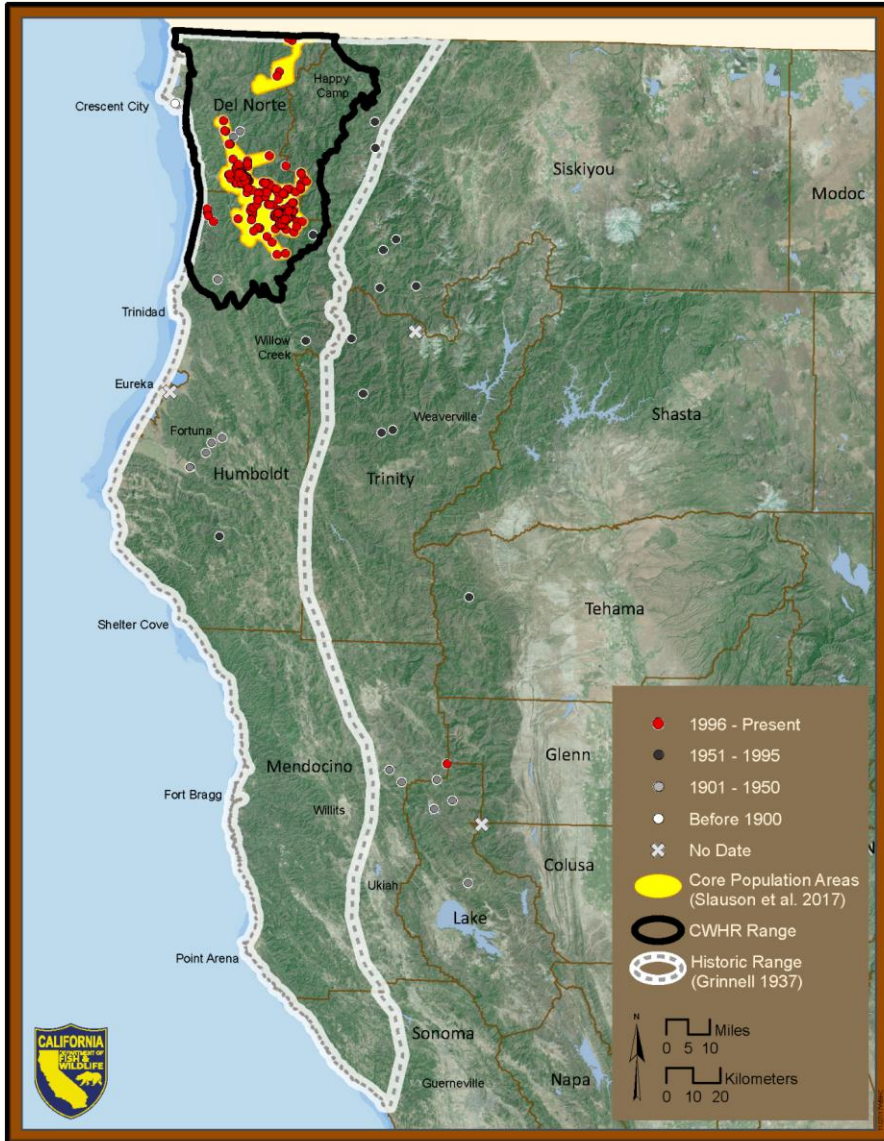 Crescent City
Del Norte
Happy
Camp
Siskiyou
Modoc
Trinidad
Willow
Creek
Eureka
Weaverville
Shasta
Fortuna
Humboldt
Trinity
Tehama
Shelter Cove
Glenn
Mendocino
Fort Bragg
Willits
Colusa
Ukiah
Lake
Point Arena
Sonoma
Guerneville
Napa
1996 - Present
1951 - 1995
1901 - 1950
Before 1900
No Date
Core Population Areas
(Slauson et al. 2017)
CWHR Range
Historic Range
(Grinnell 1937)
N
Miles
0 5 10
Kilometers
0 10 20
CALIFORNIA
DEPARTMENT OF
FISH &
WILDLIFE